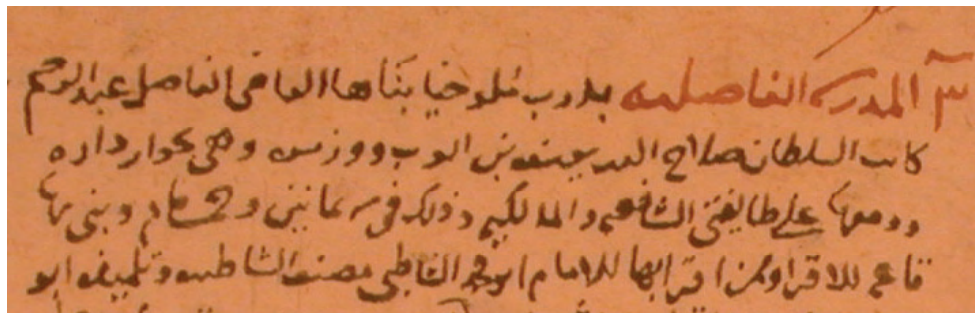 المدرسة الفاضلية بدرب ملوخيا بناها القاضي الفاضل عبد الرحيم
كاتب السلطان صلاح الدين يوسف بن ايوب ووزيره وهي بجوار داره
ووقفها على طايفتي الشافعية والمالكية وذلك في سنة ثمانين وخمسماية وبنى بها
قاعة للاقرا وممن اقرا بها الامام ابو محمد الشاطبي مصنف الشاطبية وتلميذه ابو